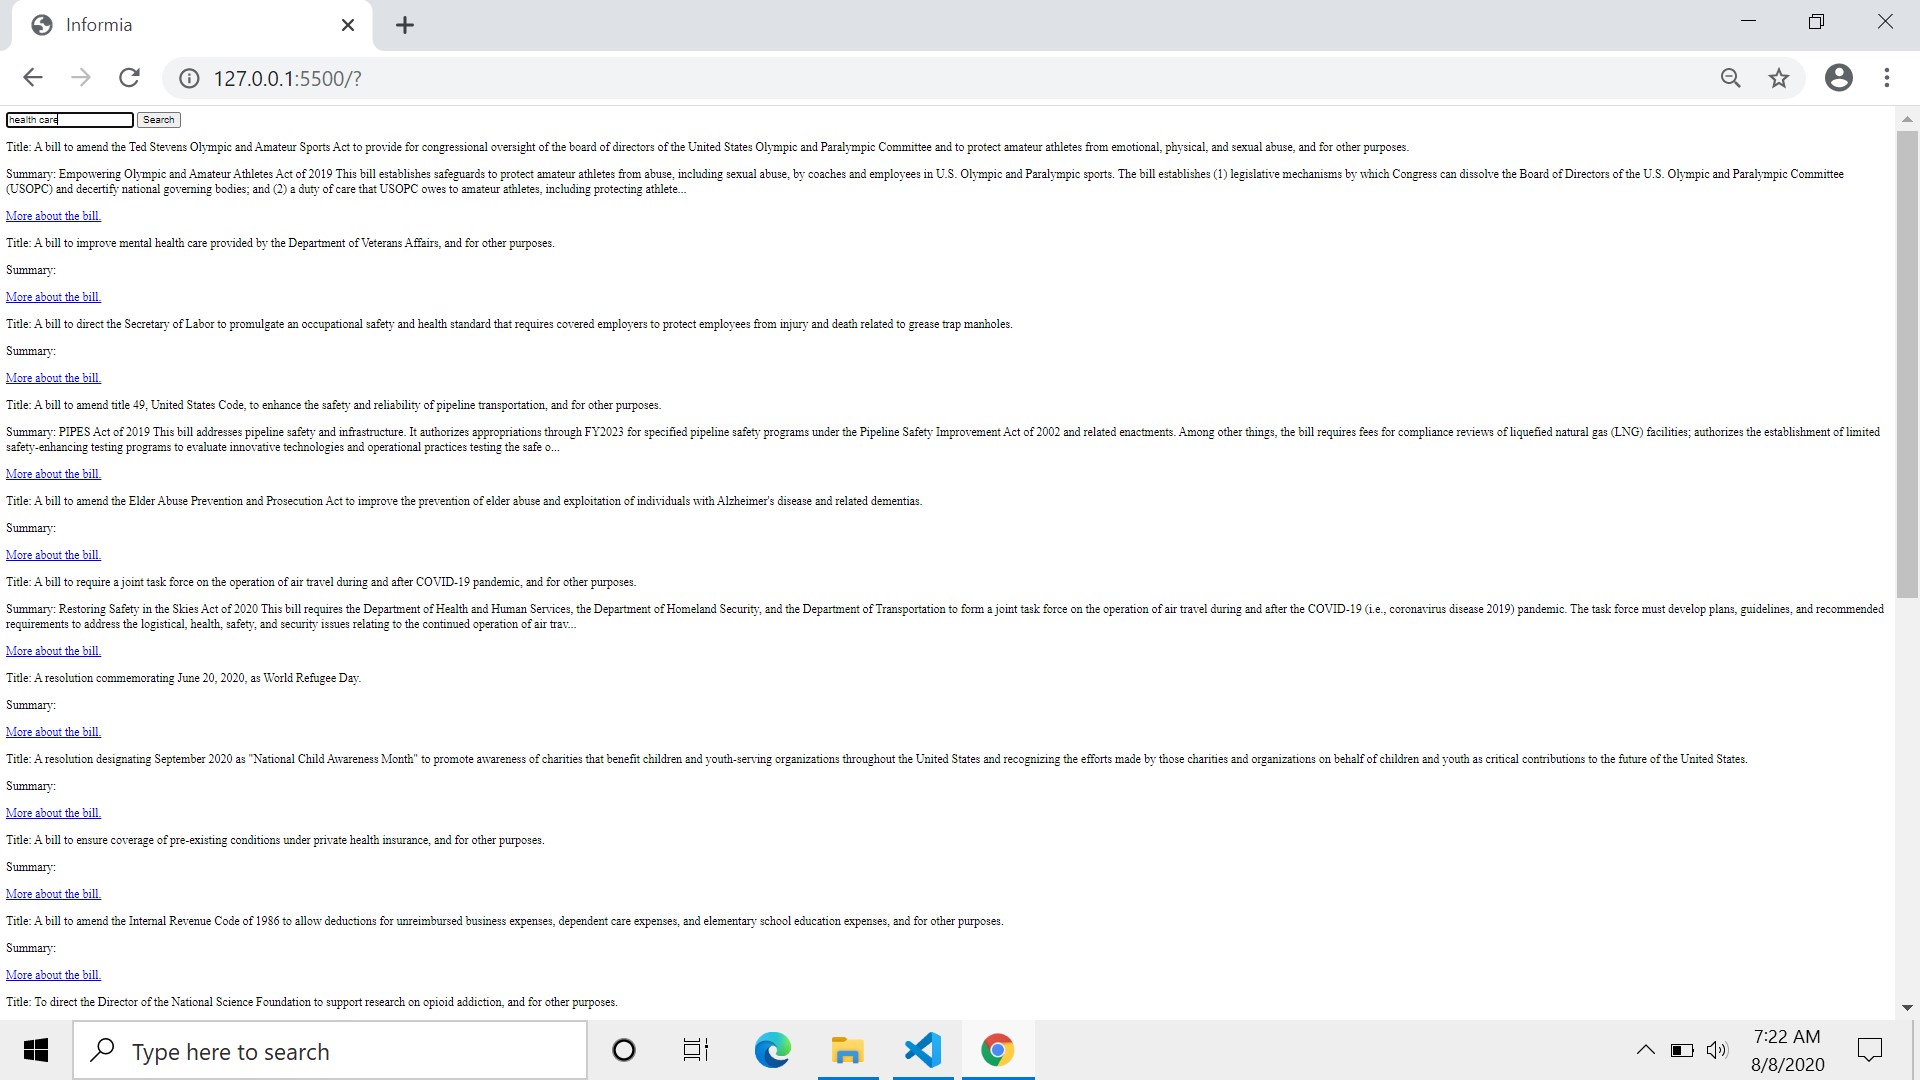 Informia
127.0.0.1:5500/?
health care Search
Title: A bill to amend the Ted Stevens Olympic and Amateur Sports Act to provide for congressional oversight of the board of directors of the United States Olympic and Paralympic Committee and to protect amateur athletes from emotional, physical, and sexual abuse, and for other purposes.
Summary: Empowering Olympic and Amateur Athletes Act of 2019 This bill establishes safeguards to protect amateur athletes from abuse, including sexual abuse, by coaches and employees in U.S. Olympic and Paralympic sports. The bill establishes (1) legislative mechanisms by which Congress can dissolve the Board of Directors of the U.S. Olympic and Paralympic Committee
(USOPC) and decertify national governing bodies; and (2) a duty of care that USOPC owes to amateur athletes, including protecting athlete...
More about the bill.
Title: A bill to improve mental health care provided by the Department of Veterans Affairs, and for other purposes.
Summary:
More about the bill.
Title: A bill to direct the Secretary of Labor to promulgate an occupational safety and health standard that requires covered employers to protect employees from injury and death related to grease trap manholes.
Summary:
More about the bill.
Title: A bill to amend title 49, United States Code, to enhance the safety and reliability of pipeline transportation, and for other purposes.
Summary: PIPES Act of 2019 This bill addresses pipeline safety and infrastructure. It authorizes appropriations through FY2023 for specified pipeline safety programs under the Pipeline Safety Improvement Act of 2002 and related enactments. Among other things, the bill requires fees for compliance reviews of liquefied natural gas (LNG) facilities; authorizes the establishment of limited
safety-enhancing testing programs to evaluate innovative technologies and operational practices testing the safe o...
More about the bill.
Title: A bill to amend the Elder Abuse Prevention and Prosecution Act to improve the prevention of elder abuse and exploitation of individuals with Alzheimer's disease and related dementias.
Summary:
More about the bill.
Title: A bill to require a joint task force on the operation of air travel during and after COVID-19 pandemic, and for other purposes.
Summary: Restoring Safety in the Skies Act of 2020 This bill requires the Department of Health and Human Services, the Department of Homeland Security, and the Department of Transportation to form a joint task force on the operation of air travel during and after the COVID-19 (i.e., coronavirus disease 2019) pandemic. The task force must develop plans, guidelines, and recommended
requirements to address the logistical, health, safety, and security issues relating to the continued operation of air trav...
More about the bill.
Title: A resolution commemorating June 20, 2020, as World Refugee Day.
Summary:
More about the bill.
Title: A resolution designating September 2020 as "National Child Awareness Month" to promote awareness of charities that benefit children and youth-serving organizations throughout the United States and recognizing the efforts made by those charities and organizations on behalf of children and youth as critical contributions to the future of the United States.
Summary:
More about the bill.
Title: A bill to ensure coverage of pre-existing conditions under private health insurance, and for other purposes.
Summary:
More about the bill.
Title: A bill to amend the Internal Revenue Code of 1986 to allow deductions for unreimbursed business expenses, dependent care expenses, and elementary school education expenses, and for other purposes.
Summary:
More about the bill.
Title: To direct the Director of the National Science Foundation to support research on opioid addiction, and for other purposes.
Type here to search
7:22 AM
8/8/2020